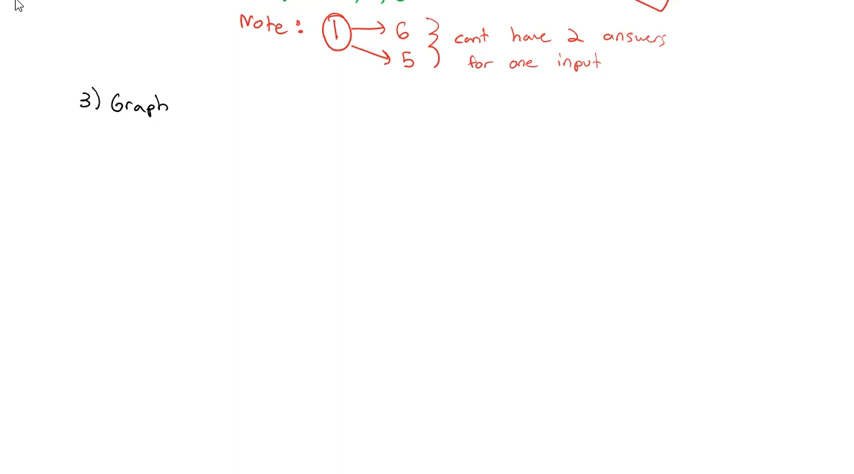 Note: 1 → 6 } cant have 2 answers
→ 5 } for one input
3) Graph